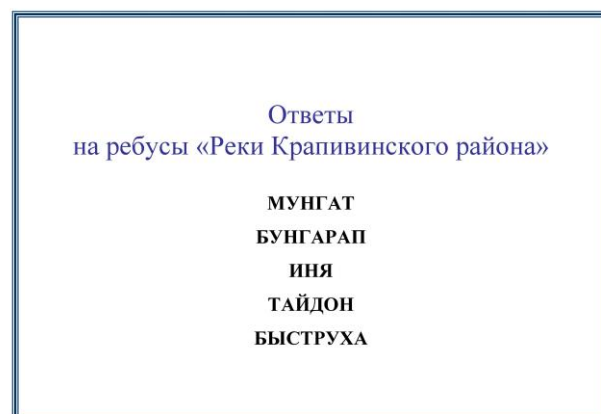 Ответы
на ребусы «Реки Крапивинского района»
МУНГАТ
БУНГАРАП
ИНЯ
ТАЙДОН
БЫСТРУХА